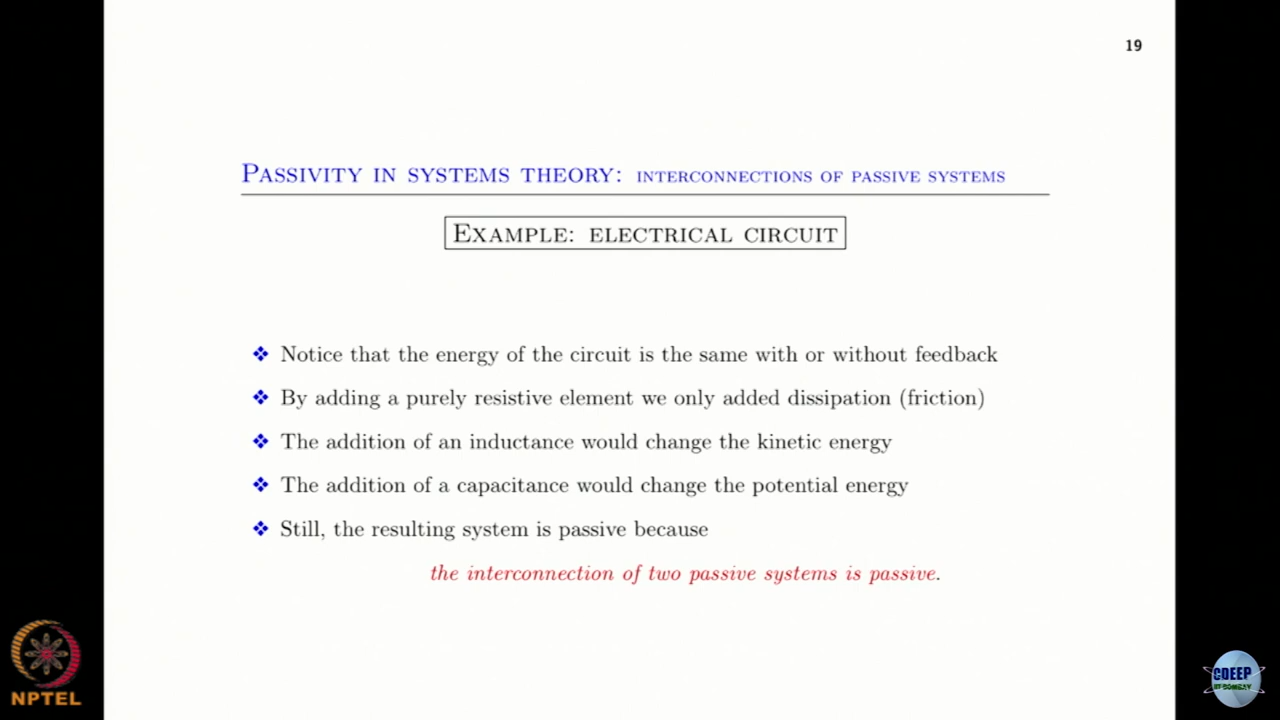 19
PASSIVITY IN SYSTEMS THEORY: INTERCONNECTIONS OF PASSIVE SYSTEMS
EXAMPLE: ELECTRICAL CIRCUIT
❖ Notice that the energy of the circuit is the same with or without feedback
❖ By adding a purely resistive element we only added dissipation (friction)
❖ The addition of an inductance would change the kinetic energy
❖ The addition of a capacitance would change the potential energy
❖ Still, the resulting system is passive because
the interconnection of two passive systems is passive.
NPTEL
CDEEP
IIT BOMBAY